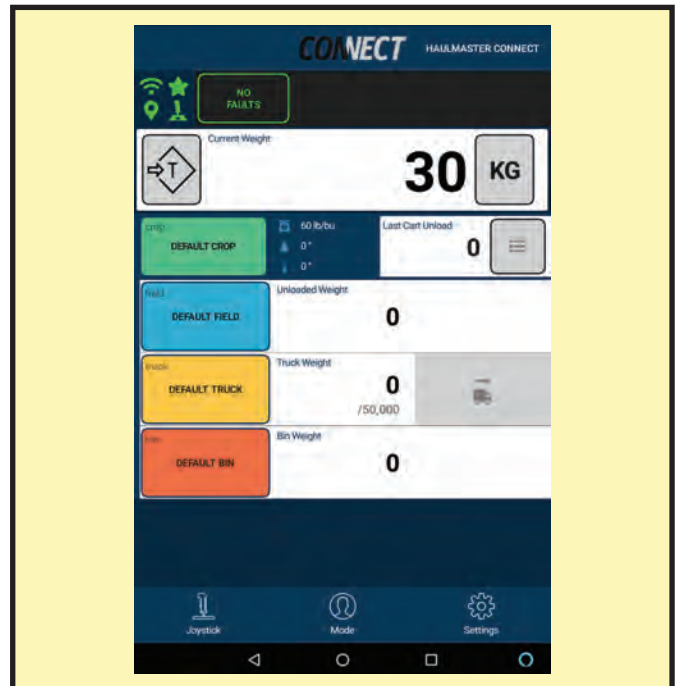 CONNECT HAULMASTER CONNECT
NO
FAULTS
Current Weight
T 30 KG
crop
DEFAULT CROP
60 lb/bu
0°
0°
Last Cart Unload
0
field
DEFAULT FIELD
Unloaded Weight
0
truck
DEFAULT TRUCK
Truck Weight
0
/50,000
bin
DEFAULT BIN
Bin Weight
0
Joystick Mode Settings